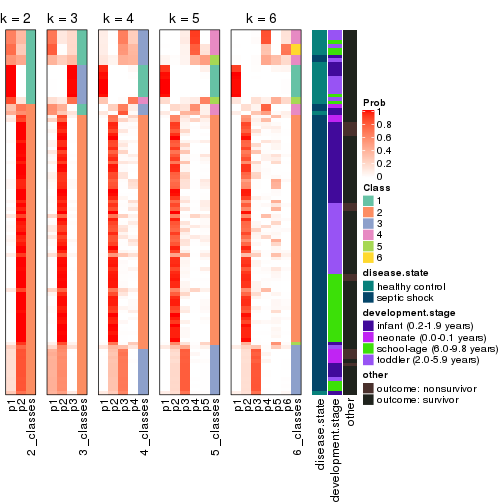 k = 2
k = 3
k = 4
k = 5
k = 6
p1
p2
2_classes
p1
p2
p3
3_classes
p1
p2
p3
p4
4_classes
p1
p2
p3
p4
p5
5_classes
p1
p2
p3
p4
p5
p6
6_classes
disease.state
development.stage
other
Prob
1
0.8
0.6
0.4
0.2
0
Class
1
2
3
4
5
6
disease.state
healthy control
septic shock
development.stage
infant (0.2-1.9 years)
neonate (0.0-0.1 years)
school-age (6.0-9.8 years)
toddler (2.0-5.9 years)
other
outcome: nonsurvivor
outcome: survivor